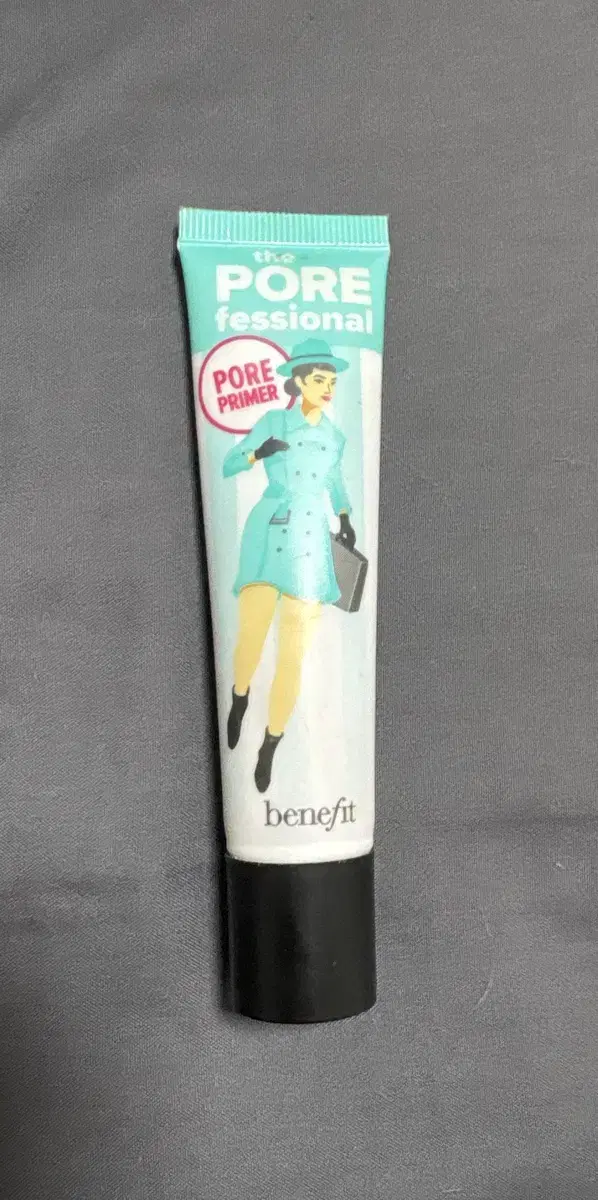 the
PORE
fessional
PORE
PRIMER
benefit